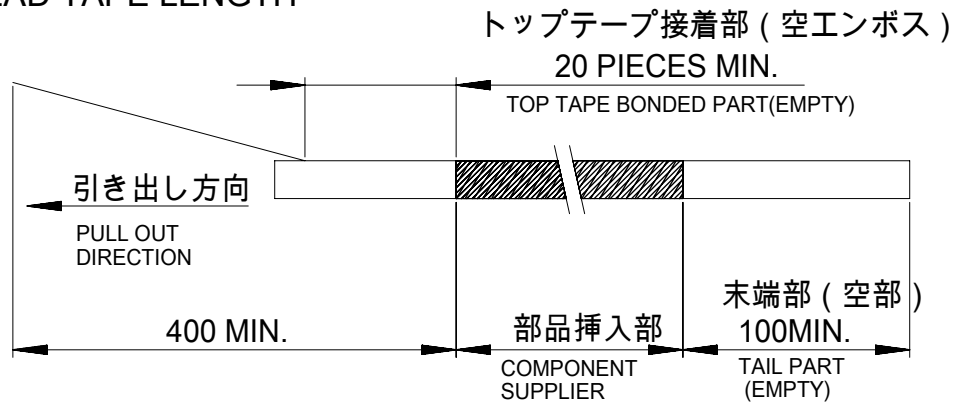 TAPE LENGTH
トップテープ接着部（空エンボス）
20 PIECES MIN.
TOP TAPE BONDED PART(EMPTY)
引き出し方向
PULL OUT
DIRECTION
400 MIN.
部品挿入部
COMPONENT
SUPPLIER
末端部（空部）
100MIN.
TAIL PART
(EMPTY)